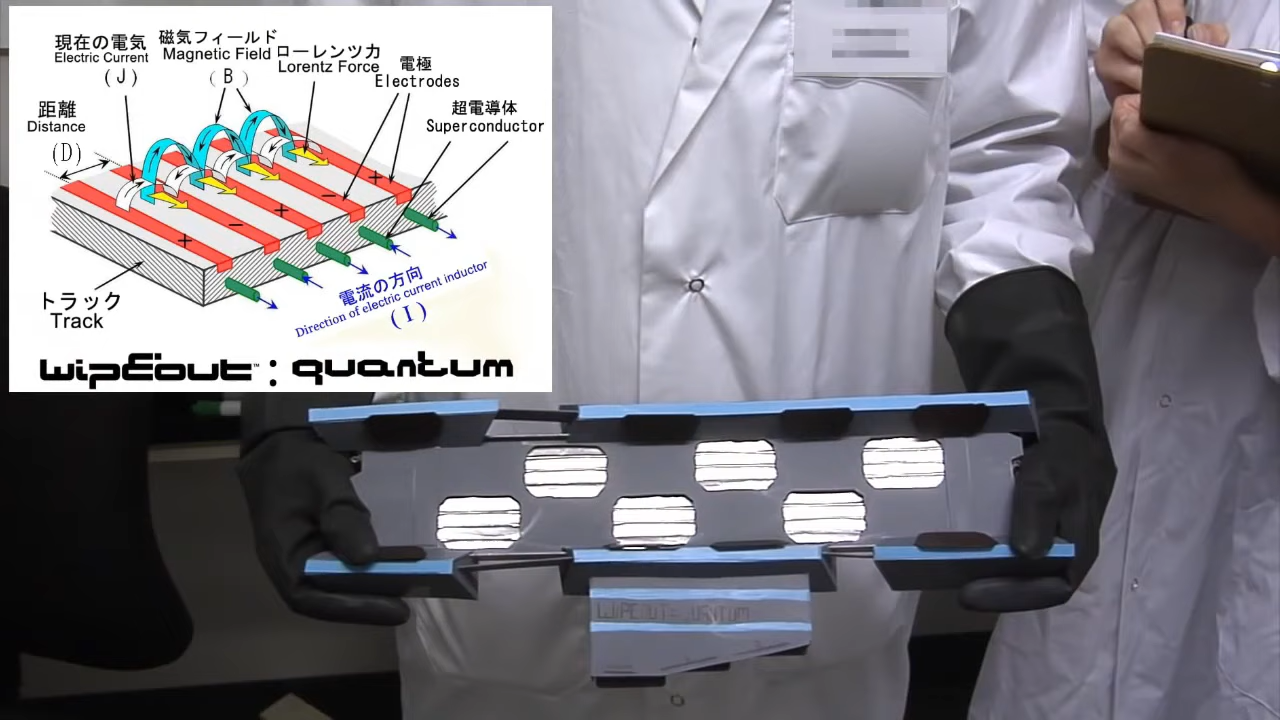 現在の電気
Electric Current
(J)
磁気フィールド
Magnetic Field
(B)
ローレンツカ
Lorentz Force
電極
Electrodes
超電導体
Superconductor
距離
Distance
(D)
+
-
+
-
+
トラック
Track
電流の方向
Direction of electric current inductor
(I)
wipEout™: quantum
WIPEOUT: